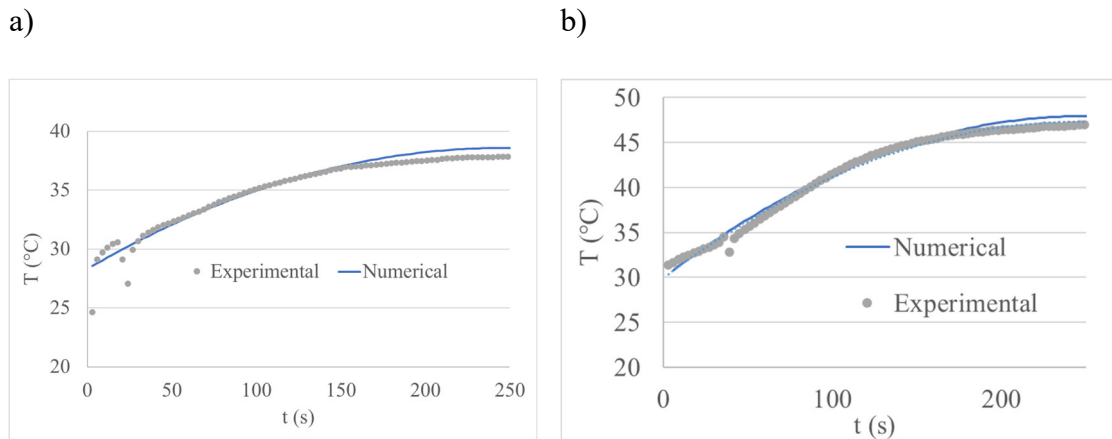 a)
b)
40
35
30
25
20
T (°C)
0 50 100 150 200 250
t (s)
Experimental Numerical
50
45
40
35
30
25
20
T (°C)
0 100 200
t (s)
Numerical
Experimental